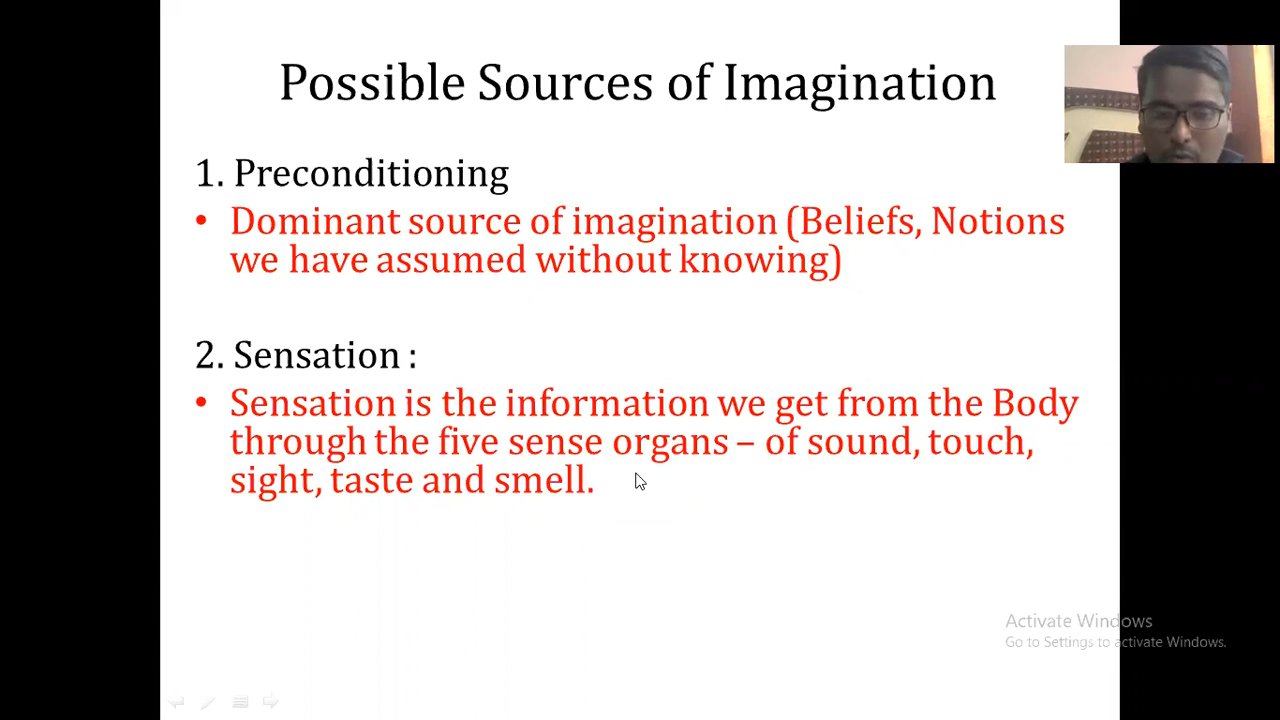 Possible Sources of Imagination
1. Preconditioning
• Dominant source of imagination (Beliefs, Notions
we have assumed without knowing)
2. Sensation :
• Sensation is the information we get from the Body
through the five sense organs – of sound, touch,
sight, taste and smell.
Activate Windows
Go to Settings to activate Windows.